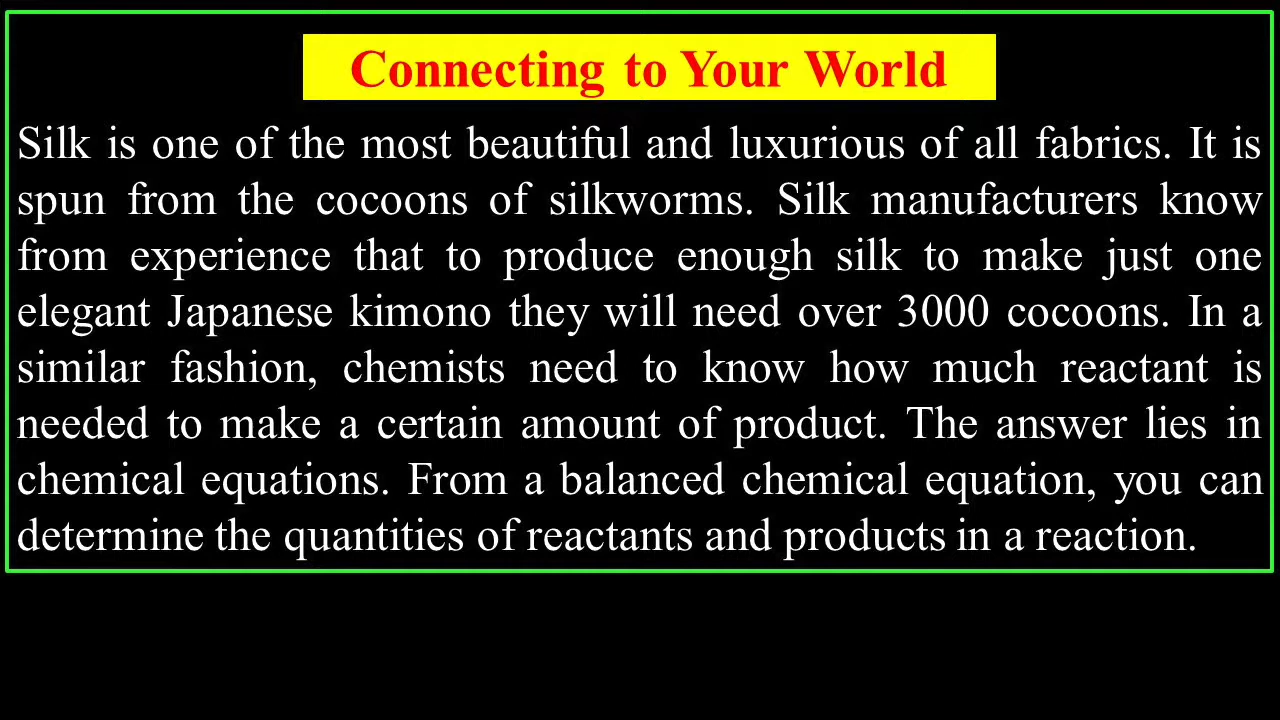 Connecting to Your World
Silk is one of the most beautiful and luxurious of all fabrics. It is
spun from the cocoons of silkworms. Silk manufacturers know
from experience that to produce enough silk to make just one
elegant Japanese kimono they will need over 3000 cocoons. In a
similar fashion, chemists need to know how much reactant is
needed to make a certain amount of product. The answer lies in
chemical equations. From a balanced chemical equation, you can
determine the quantities of reactants and products in a reaction.